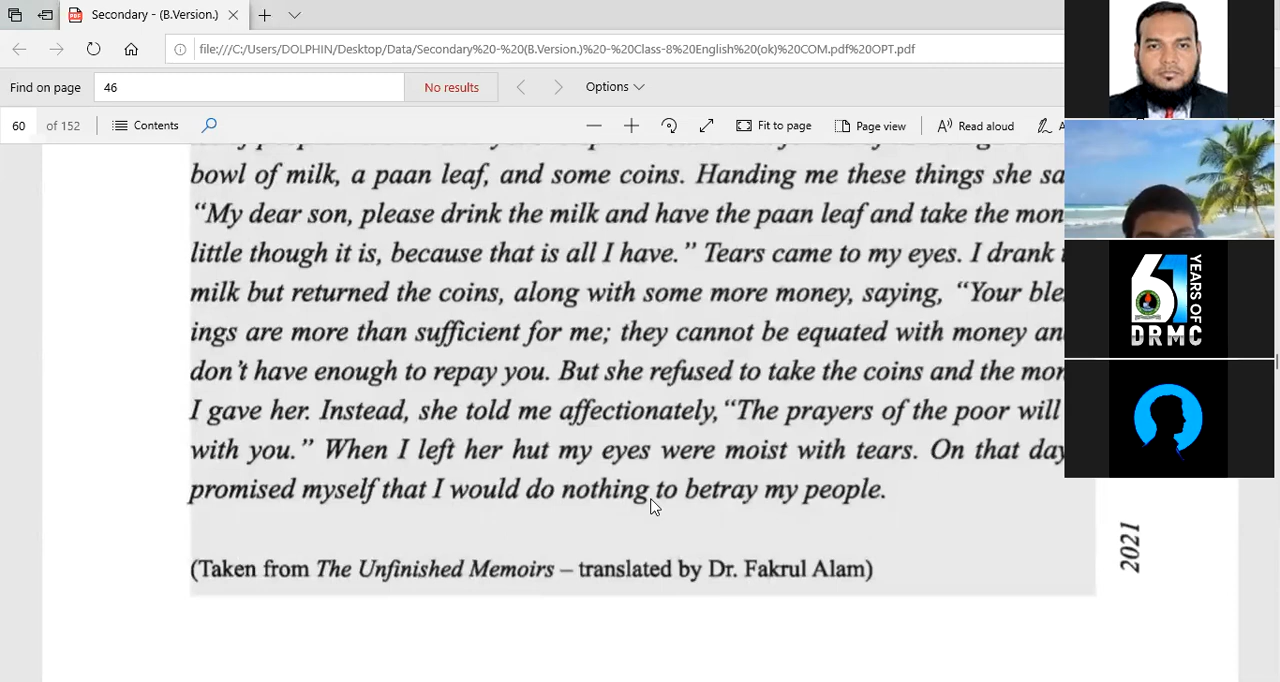 Secondary - (B.Version.)
file:///C:/Users/DOLPHIN/Desktop/Data/Secondary%20-%20(B.Version.)%20-%20Class-8%20English%20(ok)%20COM.pdf%20OPT.pdf
Find on page 46 No results Options
60 of 152 Contents Fit to page Page view Read aloud
bowl of milk, a paan leaf, and some coins. Handing me these things she sa
“My dear son, please drink the milk and have the paan leaf and take the mon
little though it is, because that is all I have.” Tears came to my eyes. I drank
milk but returned the coins, along with some more money, saying, “Your ble
ings are more than sufficient for me; they cannot be equated with money an
don’t have enough to repay you. But she refused to take the coins and the mon
I gave her. Instead, she told me affectionately, “The prayers of the poor will
with you.” When I left her hut my eyes were moist with tears. On that day
promised myself that I would do nothing to betray my people.
(Taken from The Unfinished Memoirs – translated by Dr. Fakrul Alam)
2021
61 YEARS OF
DRMC